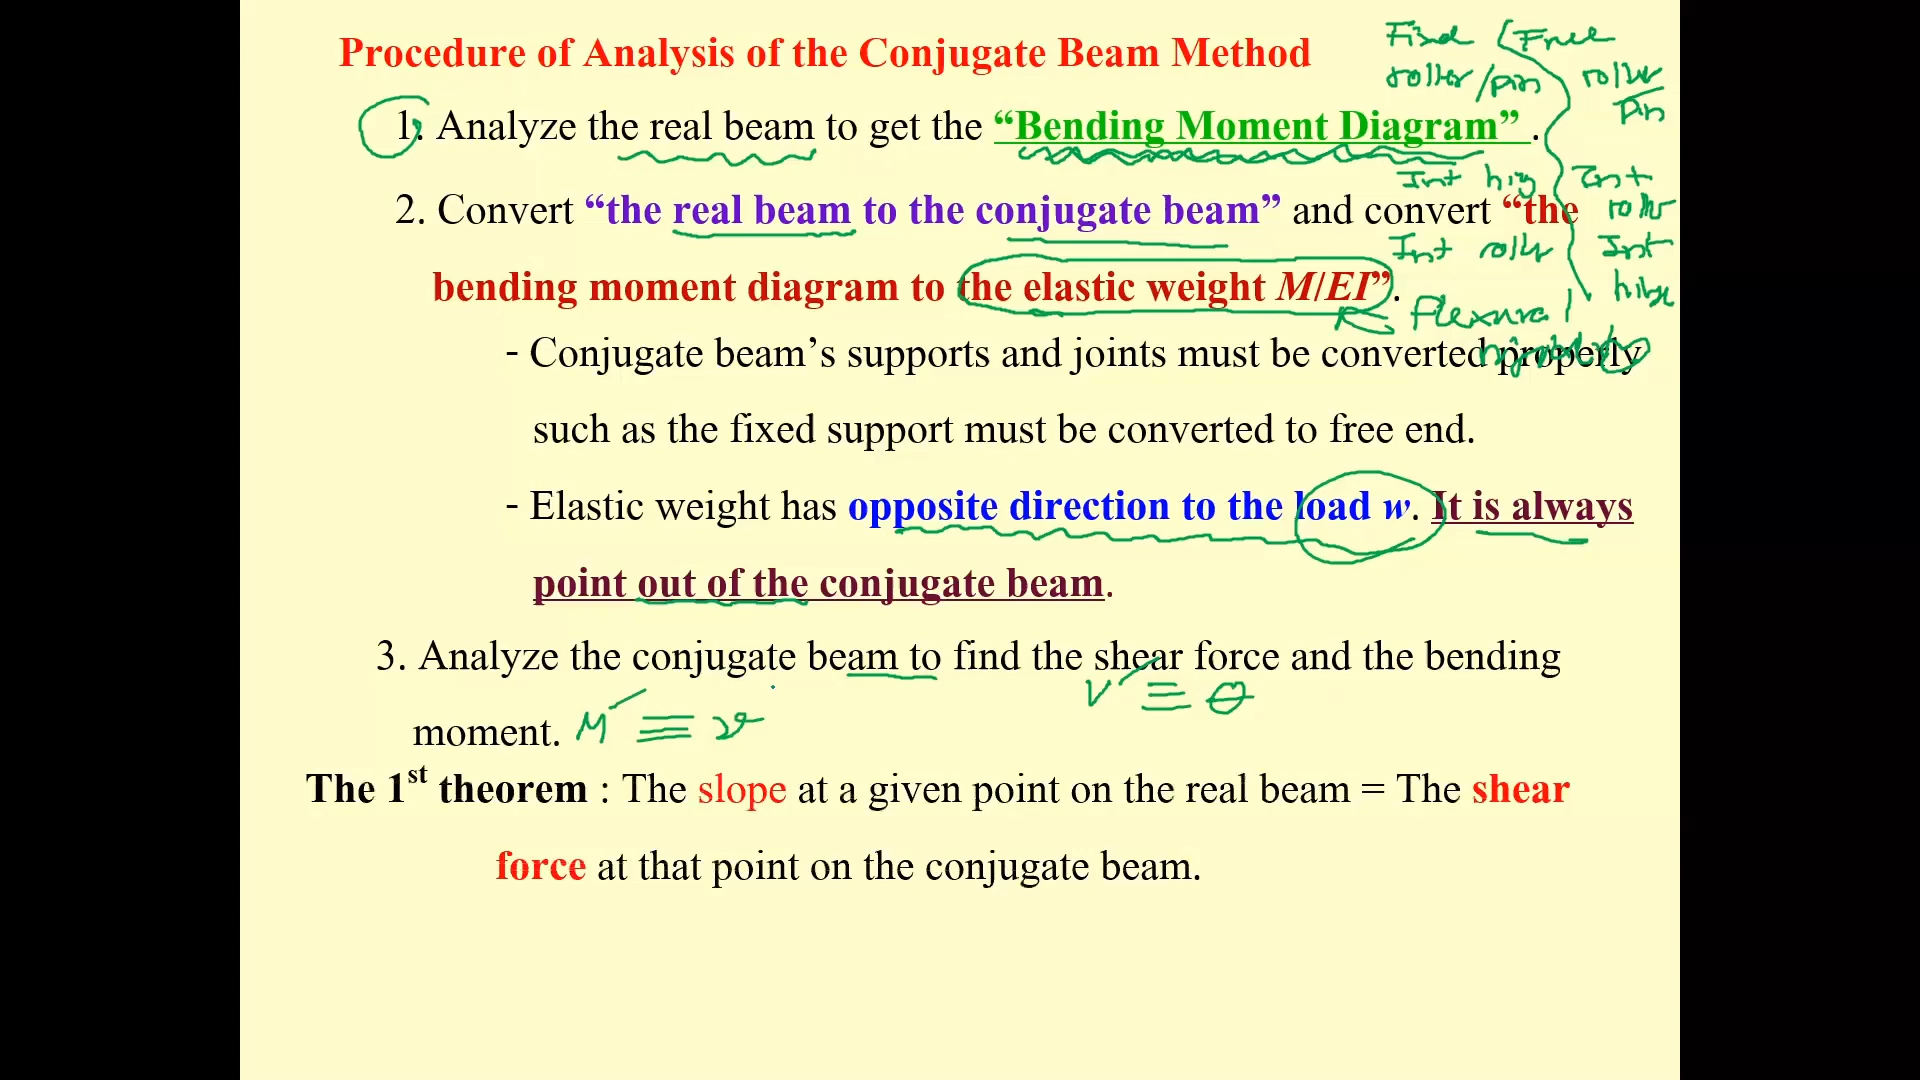 Procedure of Analysis of the Conjugate Beam Method
Free
roller/pin
roller
pin
1. Analyze the real beam to get the “Bending Moment Diagram” .
Int
Int
2. Convert “the real beam to the conjugate beam” and convert “the
Int roller
Int
bending moment diagram to the elastic weight M/EI”.
Flexural
- Conjugate beam’s supports and joints must be converted properly
such as the fixed support must be converted to free end.
- Elastic weight has opposite direction to the load w. It is always
point out of the conjugate beam.
3. Analyze the conjugate beam to find the shear force and the bending
V ≡ θ
moment. M ≡ v
The 1st theorem : The slope at a given point on the real beam = The shear
force at that point on the conjugate beam.